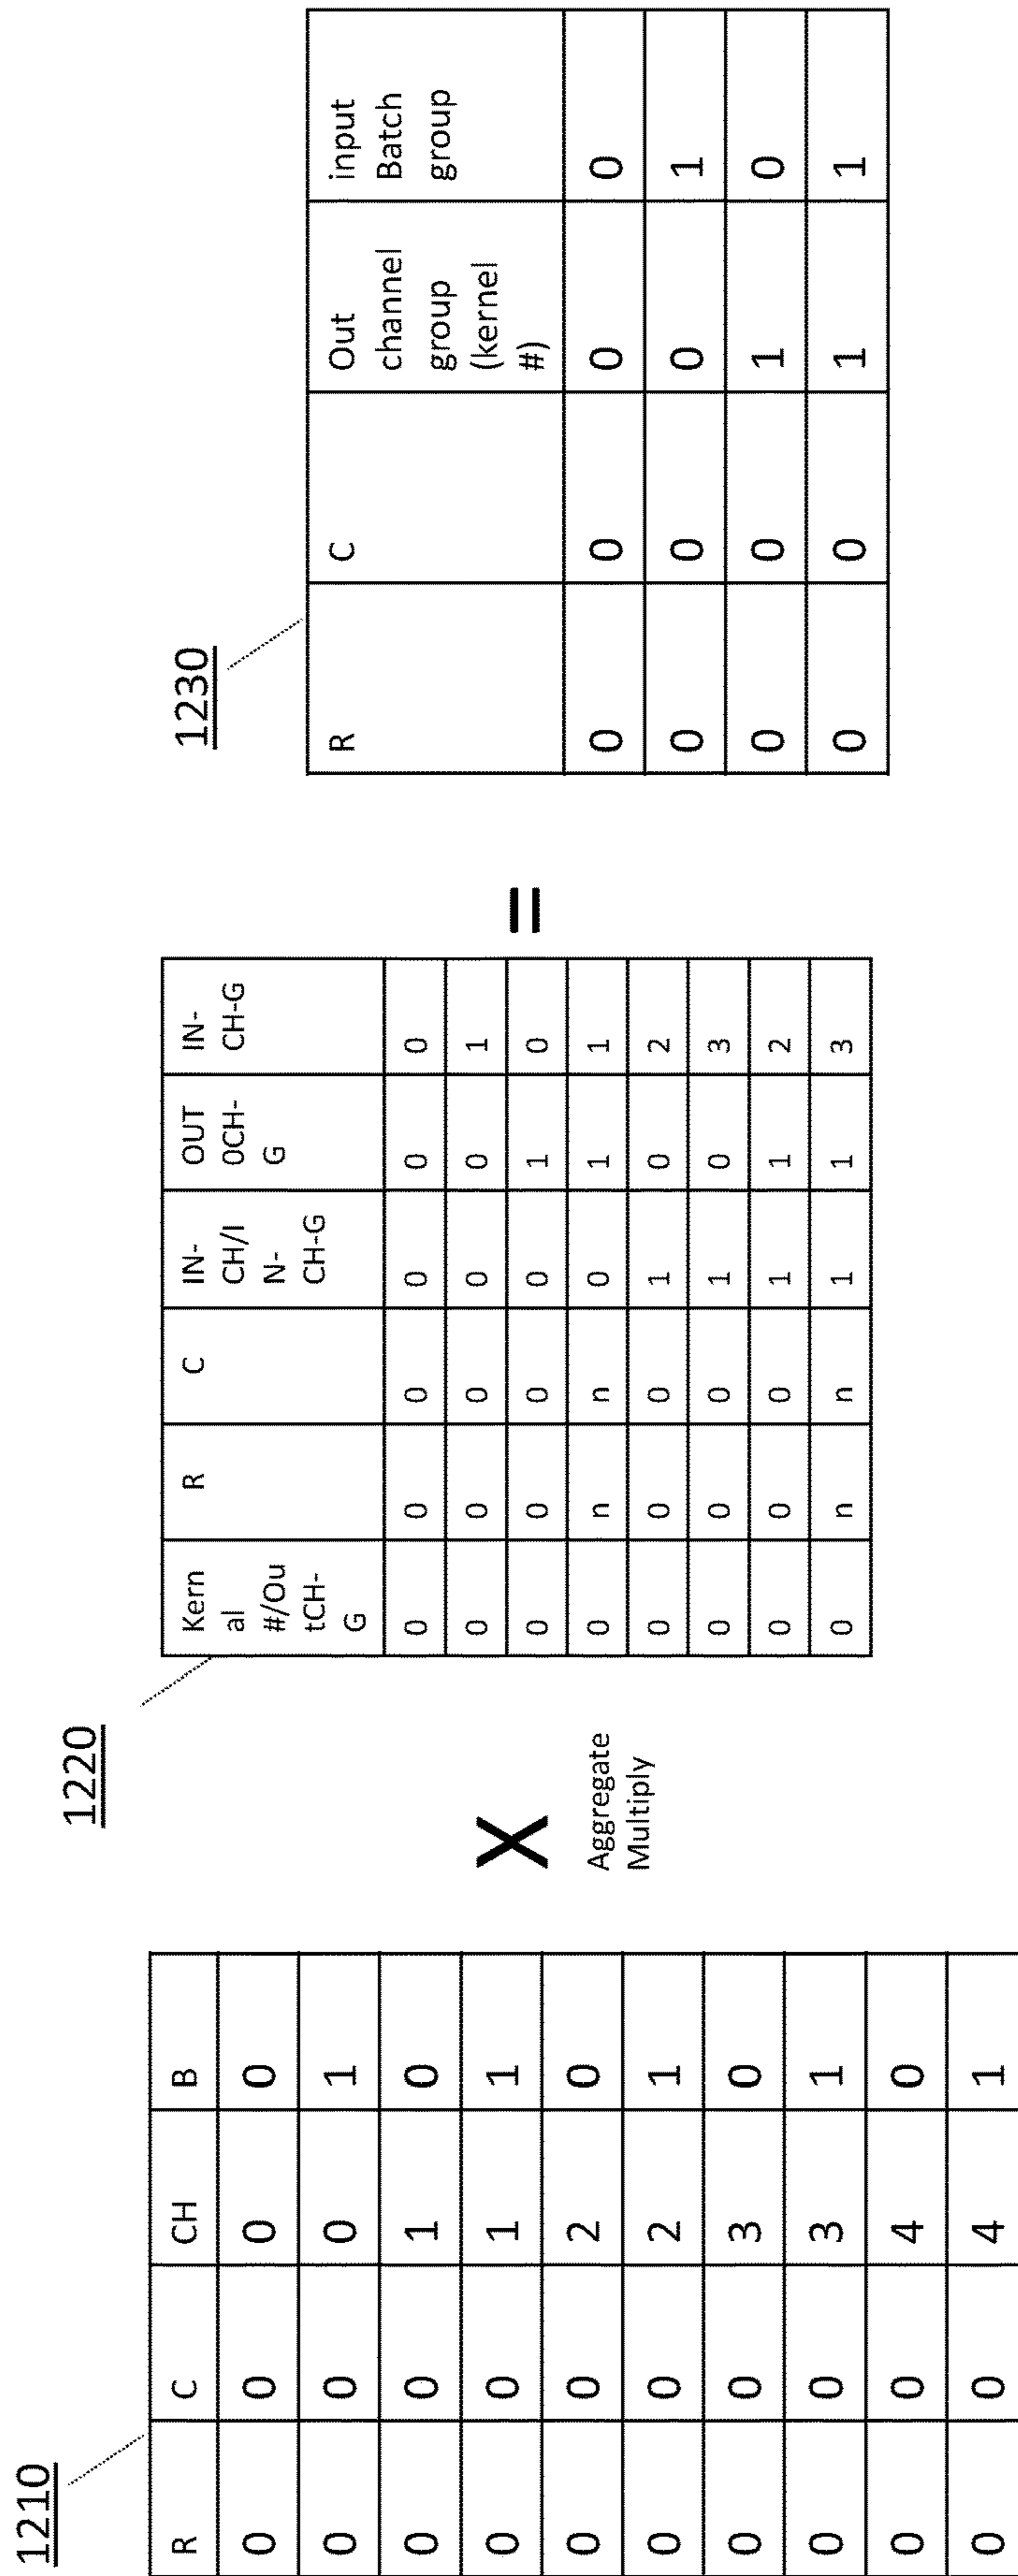 1210
R C CH B
0 0 0 0
0 0 0 1
0 0 1 0
0 0 1 1
0 0 2 0
0 0 2 1
0 0 3 0
0 0 3 1
0 0 4 0
0 0 4 1
X
Aggregate
Multiply
1220
Kern
al
#/Ou
tCH-
G
R
C
IN-
CH/I
N-
CH-G
OUT
0CH-
G
IN-
CH-G
0 0 0 0 0 0
0 0 0 0 0 1
0 0 0 0 1 0
0 n n 0 1 1
0 0 0 1 0 2
0 0 0 1 0 3
0 0 0 1 1 2
0 n n 1 1 3
=
1230
R
C
Out
channel
group
(kernel
#)
input
Batch
group
0 0 0 0
0 0 0 1
0 0 1 0
0 0 1 1